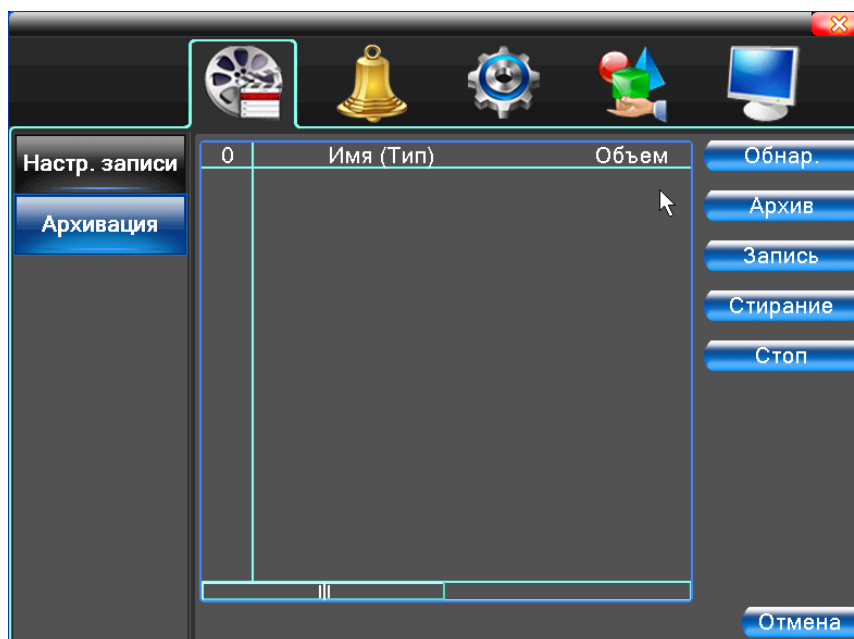 Настр. записи
Архивация
0 Имя (Тип) Объем
Обнар.
Архив
Запись
Стирание
Стоп
Отмена